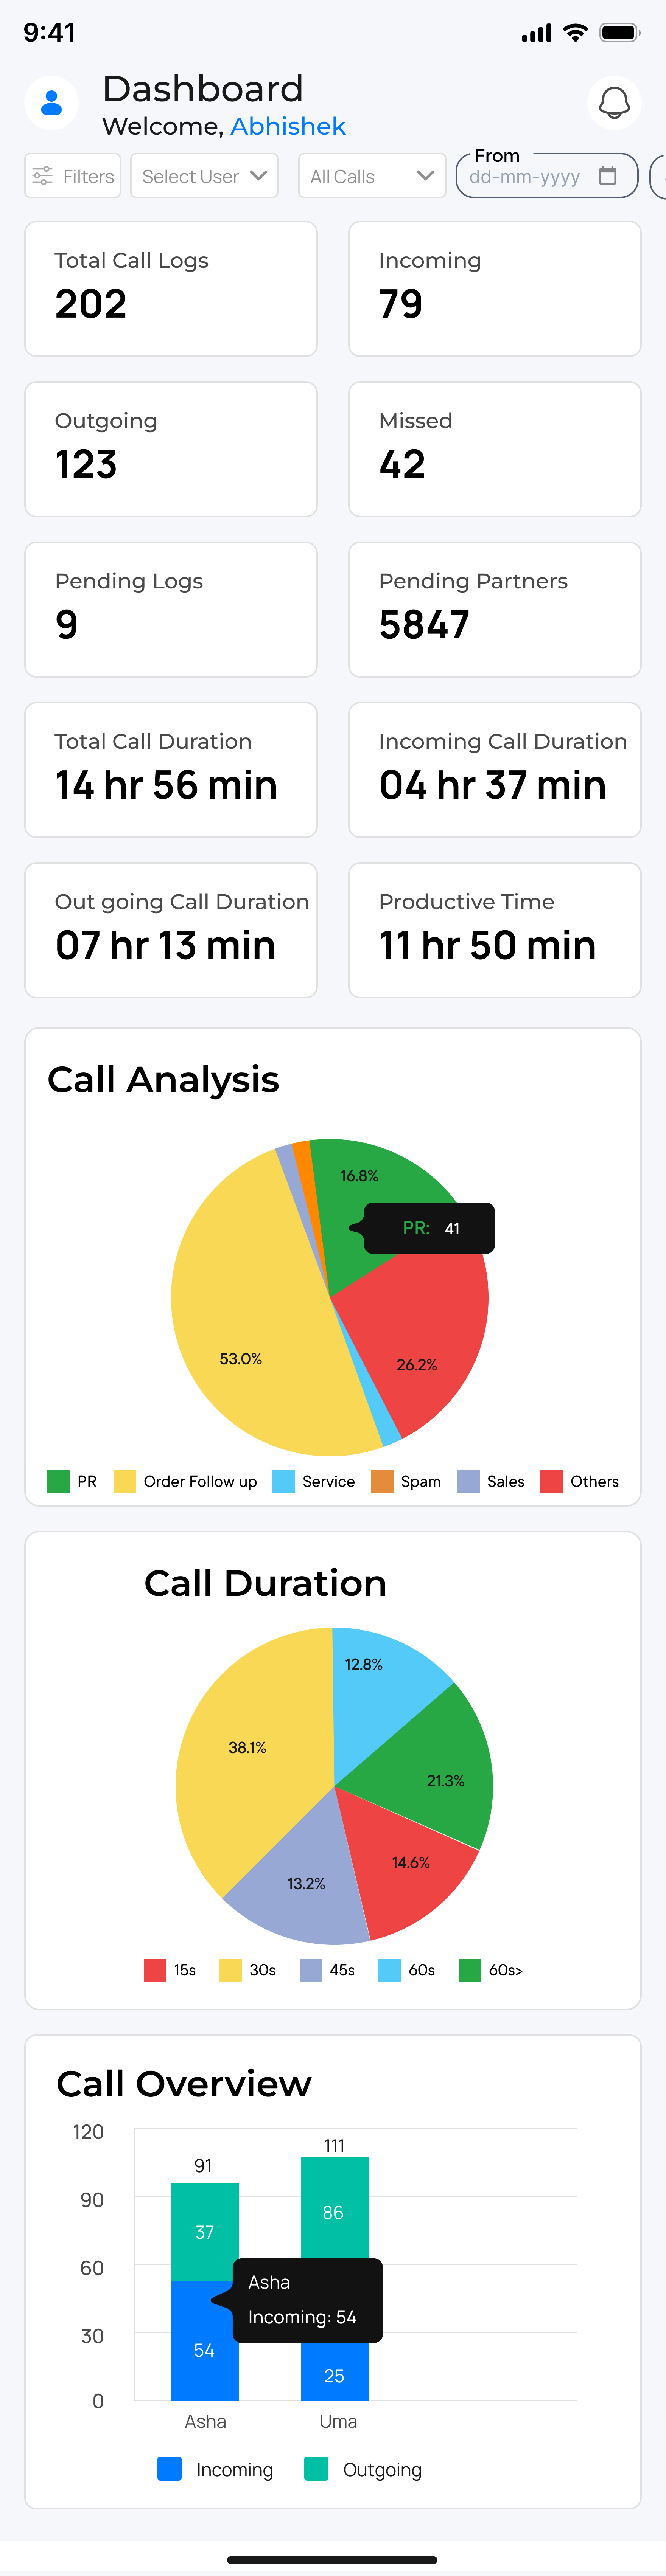 9:41
Dashboard
Welcome, Abhishek
Filters
Select User
All Calls
From
dd-mm-yyyy
Total Call Logs
202
Incoming
79
Outgoing
123
Missed
42
Pending Logs
9
Pending Partners
5847
Total Call Duration
14 hr 56 min
Incoming Call Duration
04 hr 37 min
Out going Call Duration
07 hr 13 min
Productive Time
11 hr 50 min
Call Analysis
16.8%
PR: 41
53.0%
26.2%
PR Order Follow up Service Spam Sales Others
Call Duration
12.8%
38.1%
21.3%
14.6%
13.2%
15s 30s 45s 60s 60s>
Call Overview
120
111
91
90
86
37
60
Asha
Incoming: 54
30
54
25
0
Asha Uma
Incoming Outgoing